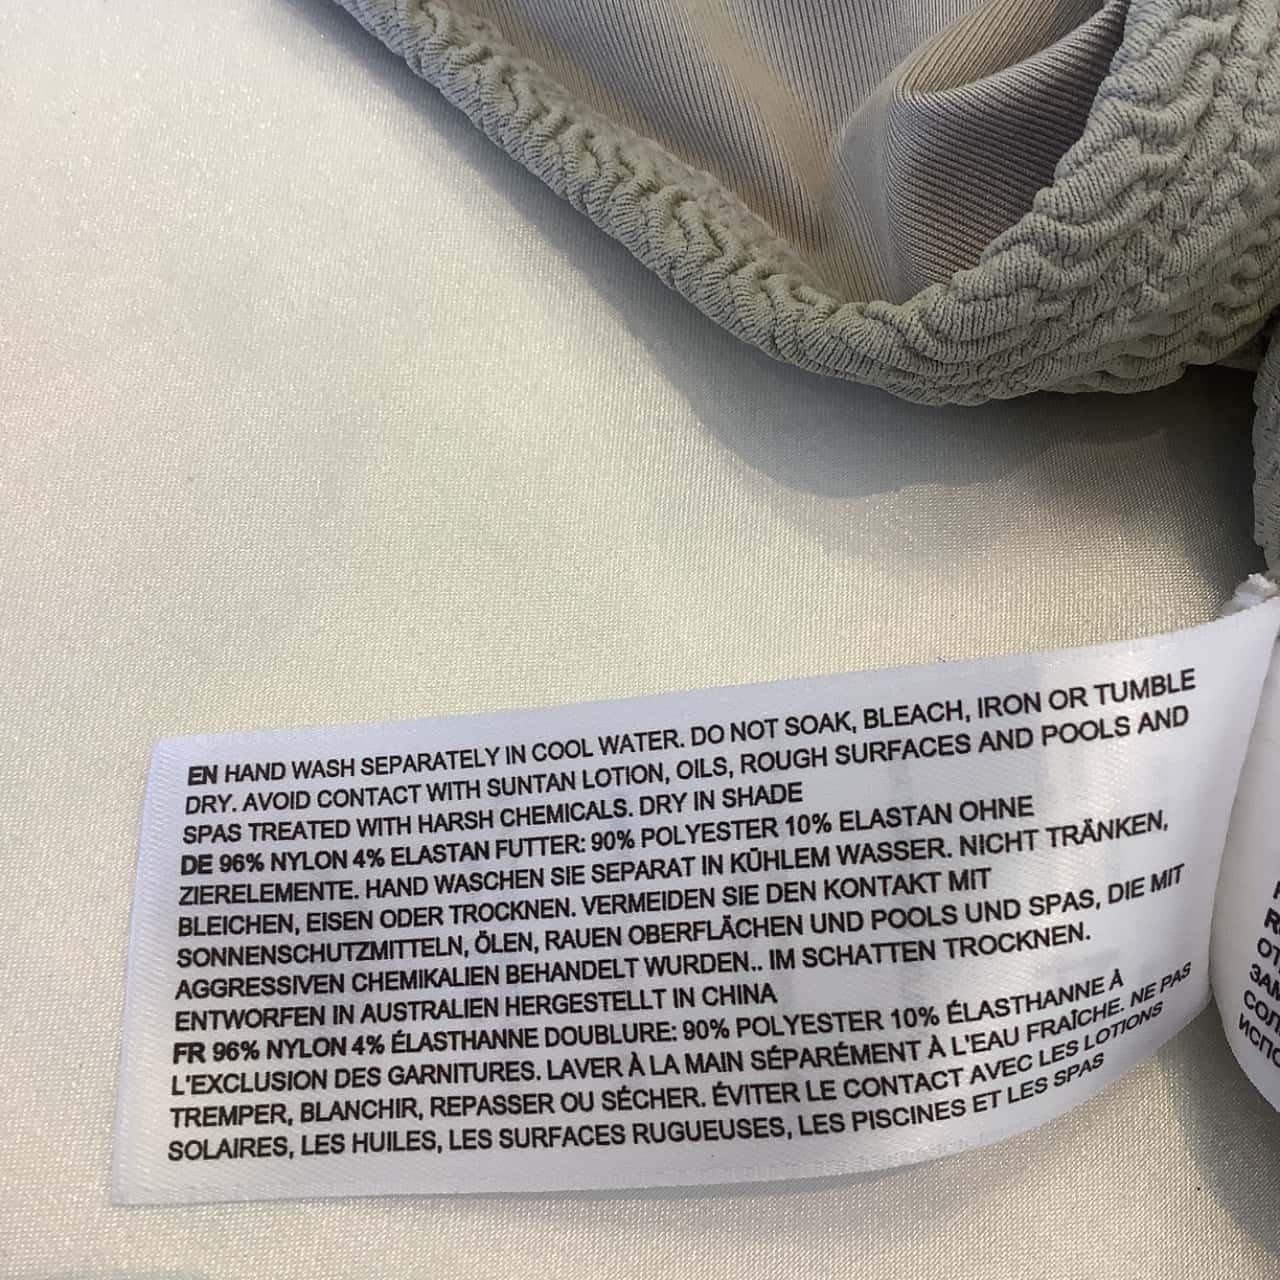 EN HAND WASH SEPARATELY IN COOL WATER. DO NOT SOAK, BLEACH, IRON OR TUMBLE
DRY. AVOID CONTACT WITH SUNTAN LOTION, OILS, ROUGH SURFACES AND POOLS AND
SPAS TREATED WITH HARSH CHEMICALS. DRY IN SHADE
DE 96% NYLON 4% ELASTAN FUTTER: 90% POLYESTER 10% ELASTAN OHNE
ZIERELEMENTE. HAND WASCHEN SIE SEPARAT IN KÜHLEM WASSER. NICHT TRÄNKEN,
BLEICHEN, EISEN ODER TROCKNEN. VERMEIDEN SIE DEN KONTAKT MIT
SONNENSCHUTZMITTELN, ÖLEN, RAUEN OBERFLÄCHEN UND POOLS UND SPAS, DIE MIT
AGGRESSIVEN CHEMIKALIEN BEHANDELT WURDEN.. IM SCHATTEN TROCKNEN.
ENTWORFEN IN AUSTRALIEN HERGESTELLT IN CHINA
FR 96% NYLON 4% ÉLASTHANNE DOUBLURE: 90% POLYESTER 10% ÉLASTHANNE À
L'EXCLUSION DES GARNITURES. LAVER À LA MAIN SÉPARÉMENT À L'EAU FRAÎCHE. NE PAS
TREMPER, BLANCHIR, REPASSER OU SÉCHER. ÉVITER LE CONTACT AVEC LES LOTIONS
SOLAIRES, LES HUILES, LES SURFACES RUGUEUSES, LES PISCINES ET LES SPAS